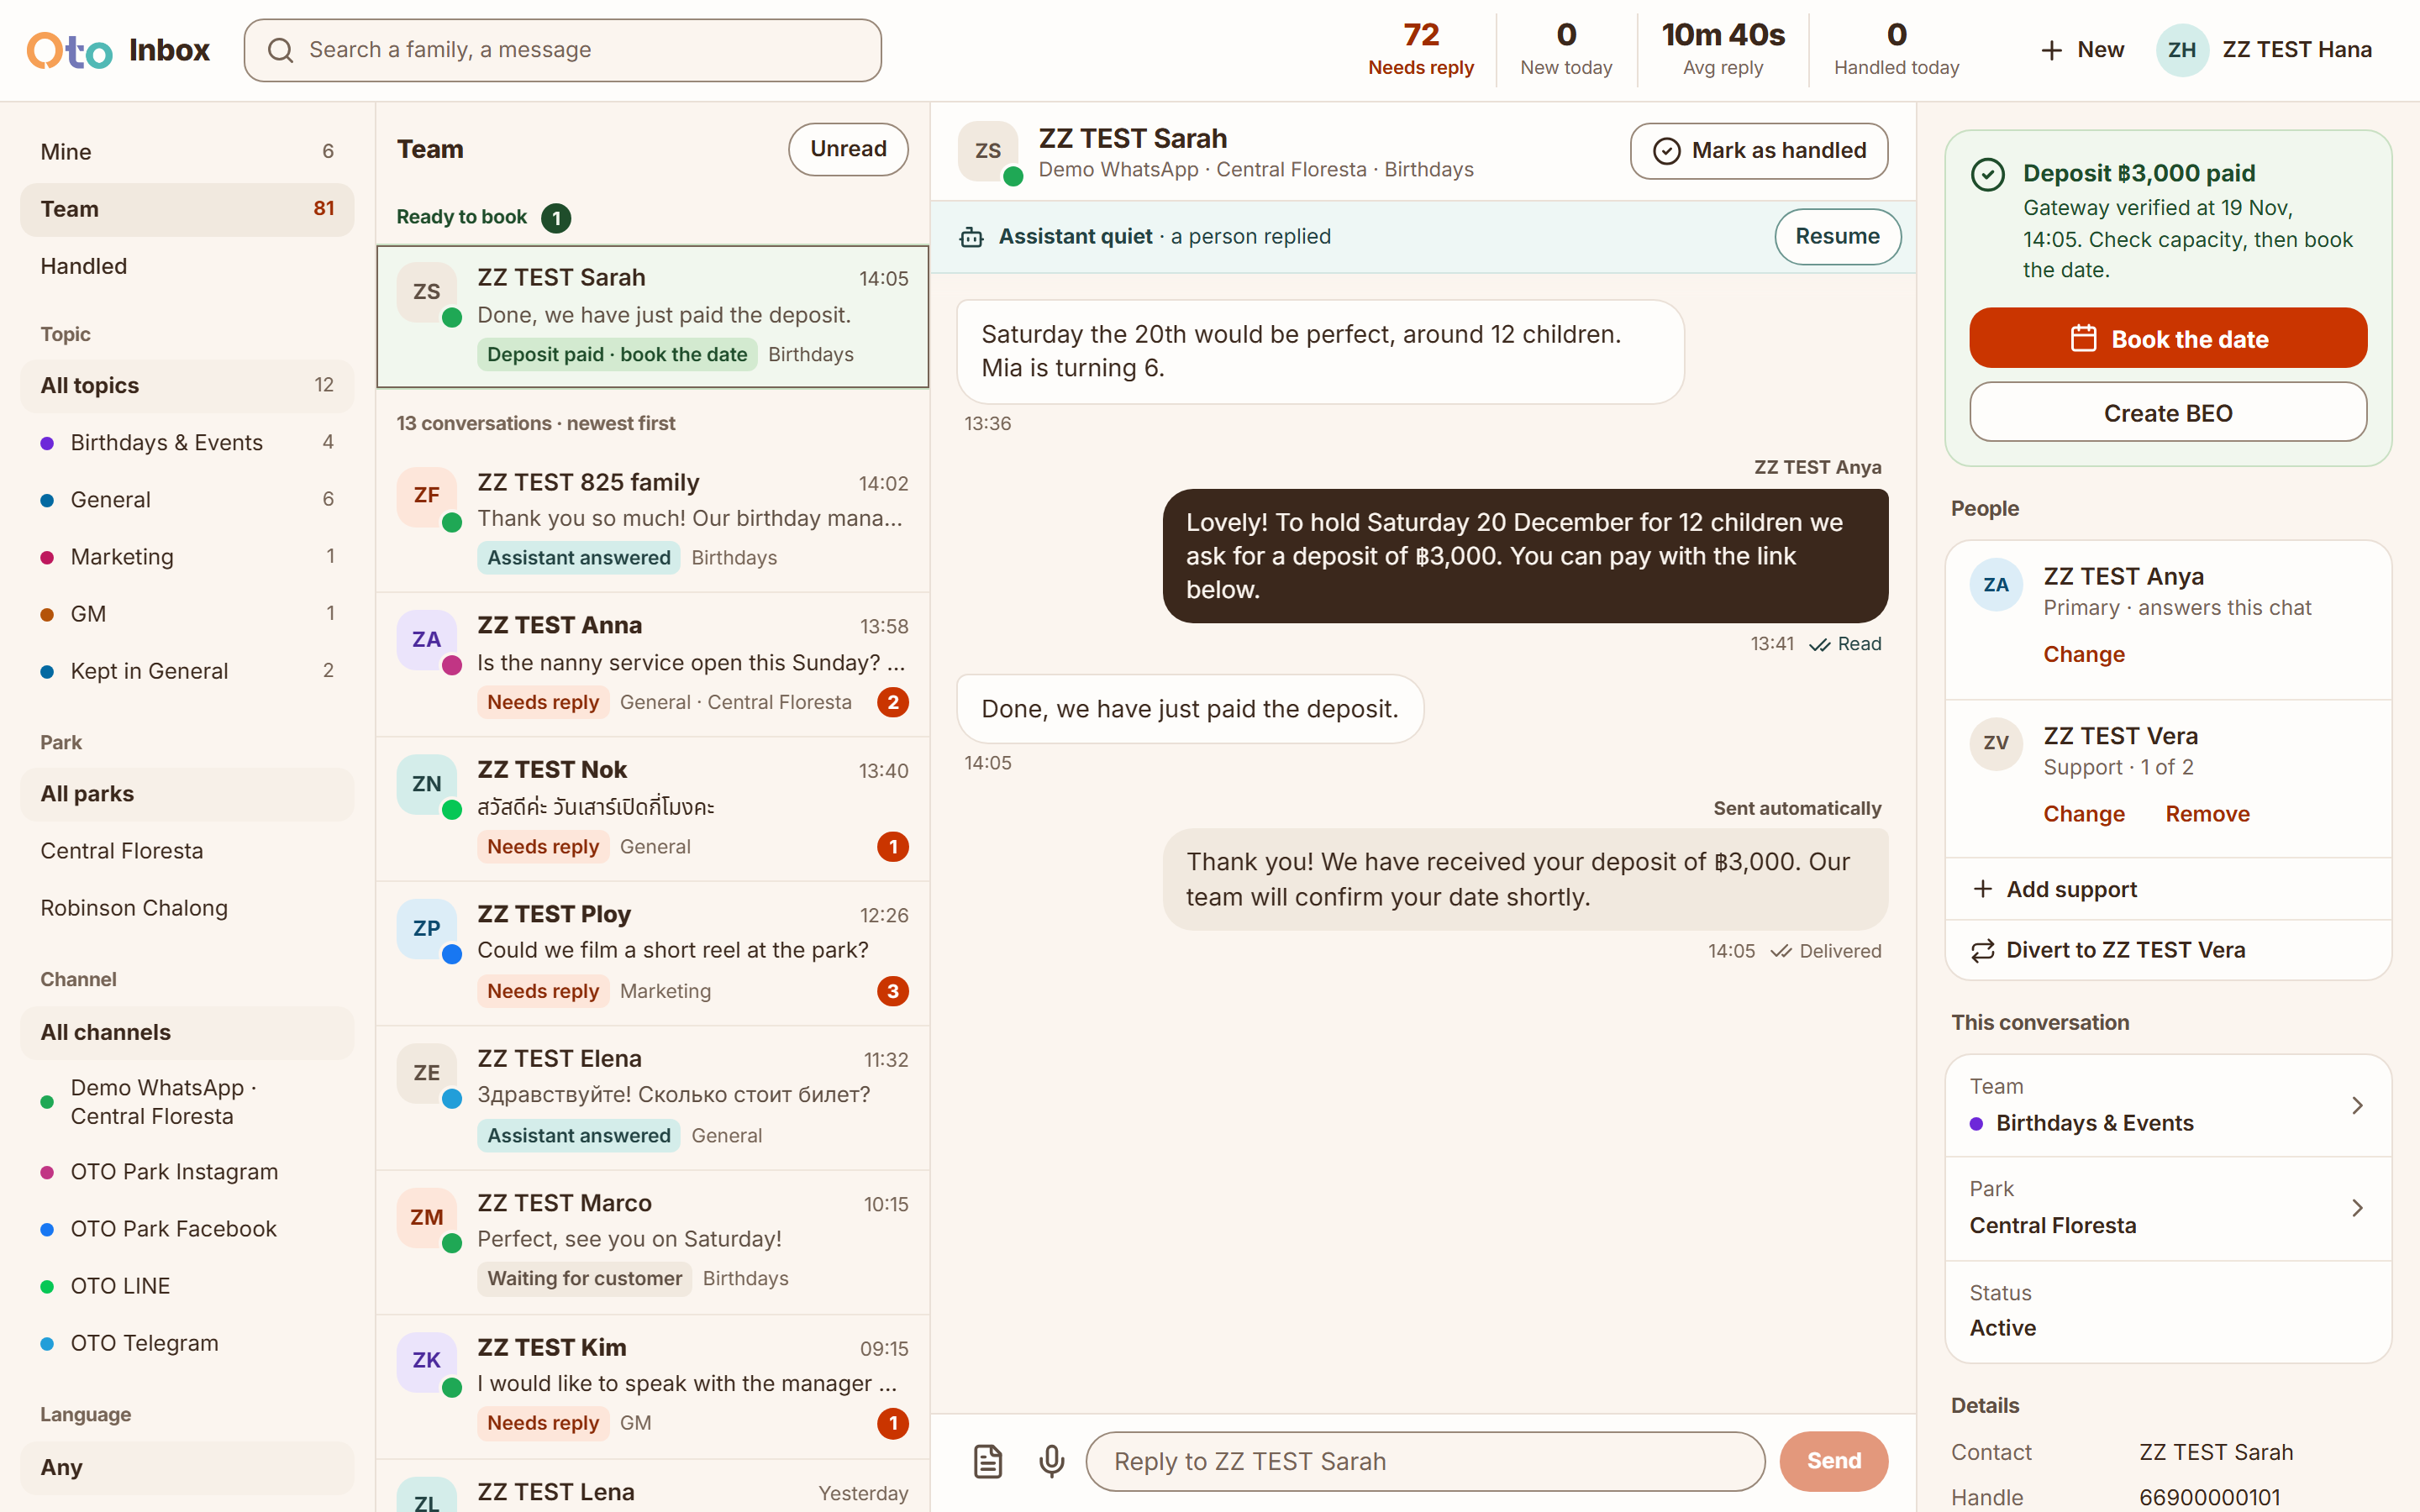 Oto Inbox
Search a family, a message
72
Needs reply
0
New today
10m 40s
Avg reply
0
Handled today
New
ZH
ZZ TEST Hana
Mine 6
Team 81
Handled
Topic
All topics 12
Birthdays & Events 4
General 6
Marketing 1
GM 1
Kept in General 2
Park
All parks
Central Floresta
Robinson Chalong
Channel
All channels
Demo WhatsApp ·
Central Floresta
OTO Park Instagram
OTO Park Facebook
OTO LINE
OTO Telegram
Language
Any
Team
Unread
Ready to book 1
ZS
ZZ TEST Sarah 14:05
Done, we have just paid the deposit.
Deposit paid · book the date Birthdays
13 conversations · newest first
ZF
ZZ TEST 825 family 14:02
Thank you so much! Our birthday mana...
Assistant answered Birthdays
ZA
ZZ TEST Anna 13:58
Is the nanny service open this Sunday? ...
Needs reply General · Central Floresta 2
ZN
ZZ TEST Nok 13:40
สวัสดีค่ะ วันเสาร์เปิดกี่โมงคะ
Needs reply General 1
ZP
ZZ TEST Ploy 12:26
Could we film a short reel at the park?
Needs reply Marketing 3
ZE
ZZ TEST Elena 11:32
Здравствуйте! Сколько стоит билет?
Assistant answered General
ZM
ZZ TEST Marco 10:15
Perfect, see you on Saturday!
Waiting for customer Birthdays
ZK
ZZ TEST Kim 09:15
I would like to speak with the manager ...
Needs reply GM 1
ZL
ZZ TEST Lena Yesterday
ZS
ZZ TEST Sarah
Demo WhatsApp · Central Floresta · Birthdays
Mark as handled
Assistant quiet · a person replied
Resume
Saturday the 20th would be perfect, around 12 children.
Mia is turning 6.
13:36
ZZ TEST Anya
Lovely! To hold Saturday 20 December for 12 children we
ask for a deposit of ฿3,000. You can pay with the link
below.
13:41 Read
Done, we have just paid the deposit.
14:05
Sent automatically
Thank you! We have received your deposit of ฿3,000. Our
team will confirm your date shortly.
14:05 Delivered
Reply to ZZ TEST Sarah
Send
Deposit ฿3,000 paid
Gateway verified at 19 Nov,
14:05. Check capacity, then book
the date.
Book the date
Create BEO
People
ZA
ZZ TEST Anya
Primary · answers this chat
Change
ZV
ZZ TEST Vera
Support · 1 of 2
Change Remove
Add support
Divert to ZZ TEST Vera
This conversation
Team
Birthdays & Events
Park
Central Floresta
Status
Active
Details
Contact ZZ TEST Sarah
Handle 66900000101